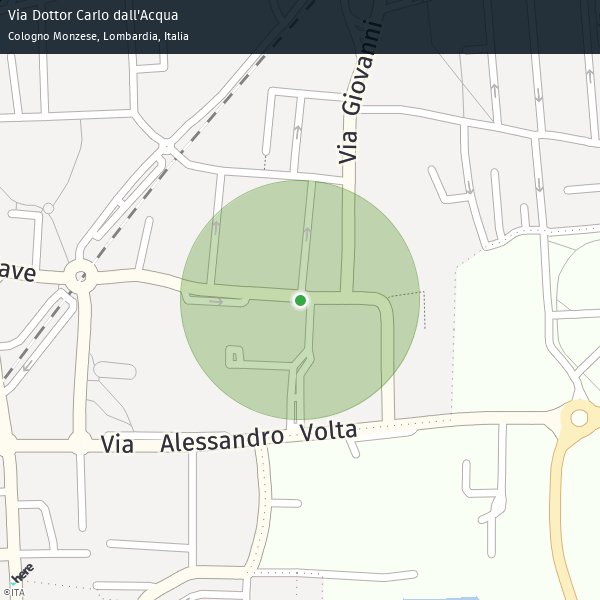 Via Dottor Carlo dall'Acqua
Cologno Monzese, Lombardia, Italia
Via Giovanni
ave
Via Alessandro Volta
here
©ITA